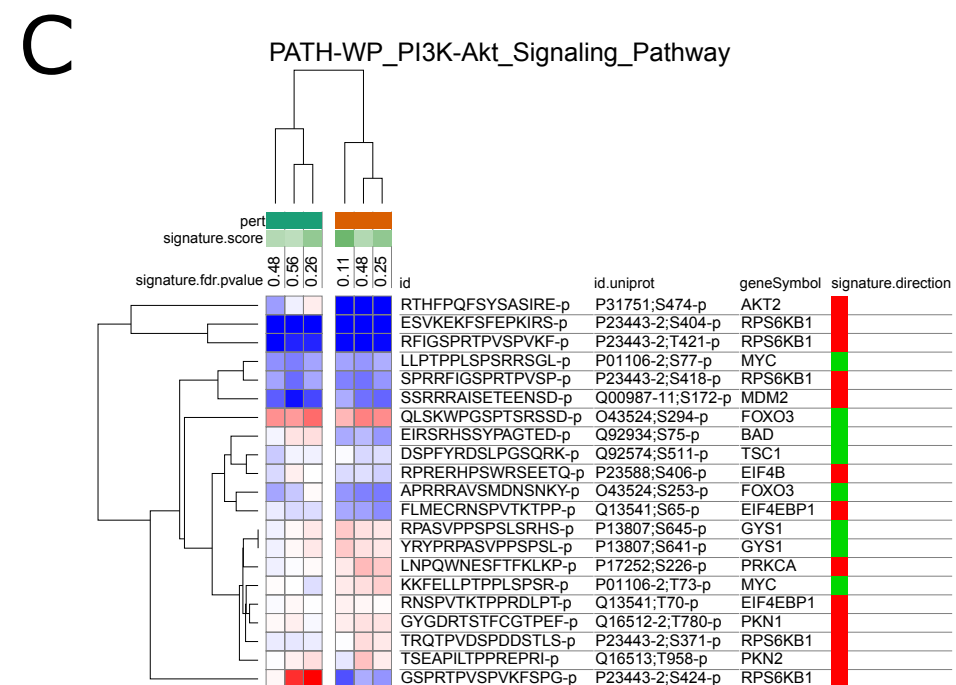 C
PATH-WP_PI3K-Akt_Signaling_Pathway
pert
signature.score
signature.fdr.pvalue 0.48 0.56 0.26 0.11 0.48 0.25 id id.uniprot geneSymbol signature.direction
RTHFPQFSYSASIRE-p P31751;S474-p AKT2
ESVKEKFSFEPKIRS-p P23443-2;S404-p RPS6KB1
RFIGSPRTPVSPVKF-p P23443-2;T421-p RPS6KB1
LLPTPPLSPSRRSGL-p P01106-2;S77-p MYC
SPRRFIGSPRTPVSP-p P23443-2;S418-p RPS6KB1
SSRRRAISETEENSD-p Q00987-11;S172-p MDM2
QLSKWPGSPTSRSSD-p O43524;S294-p FOXO3
EIRSRHSSYPAGTED-p Q92934;S75-p BAD
DSPFYRDSLPGSQRK-p Q92574;S511-p TSC1
RPRERHPSWRSEETQ-p P23588;S406-p EIF4B
APRRRAVSMDNSNKY-p O43524;S253-p FOXO3
FLMECRNSPVTKTPP-p Q13541;S65-p EIF4EBP1
RPASVPPSPSLSRHS-p P13807;S645-p GYS1
YRYPRPASVPPSPSL-p P13807;S641-p GYS1
LNPQWNESFTFKLKP-p P17252;S226-p PRKCA
KKFELLPTPPLSPSR-p P01106-2;T73-p MYC
RNSPVTKTPPRDLPT-p Q13541;T70-p EIF4EBP1
GYGDRTSTFCGTPEF-p Q16512-2;T780-p PKN1
TRQTPVDSPDDSTLS-p P23443-2;S371-p RPS6KB1
TSEAPILTPPREPRI-p Q16513;T958-p PKN2
GSPRTPVSPVKFSPG-p P23443-2;S424-p RPS6KB1